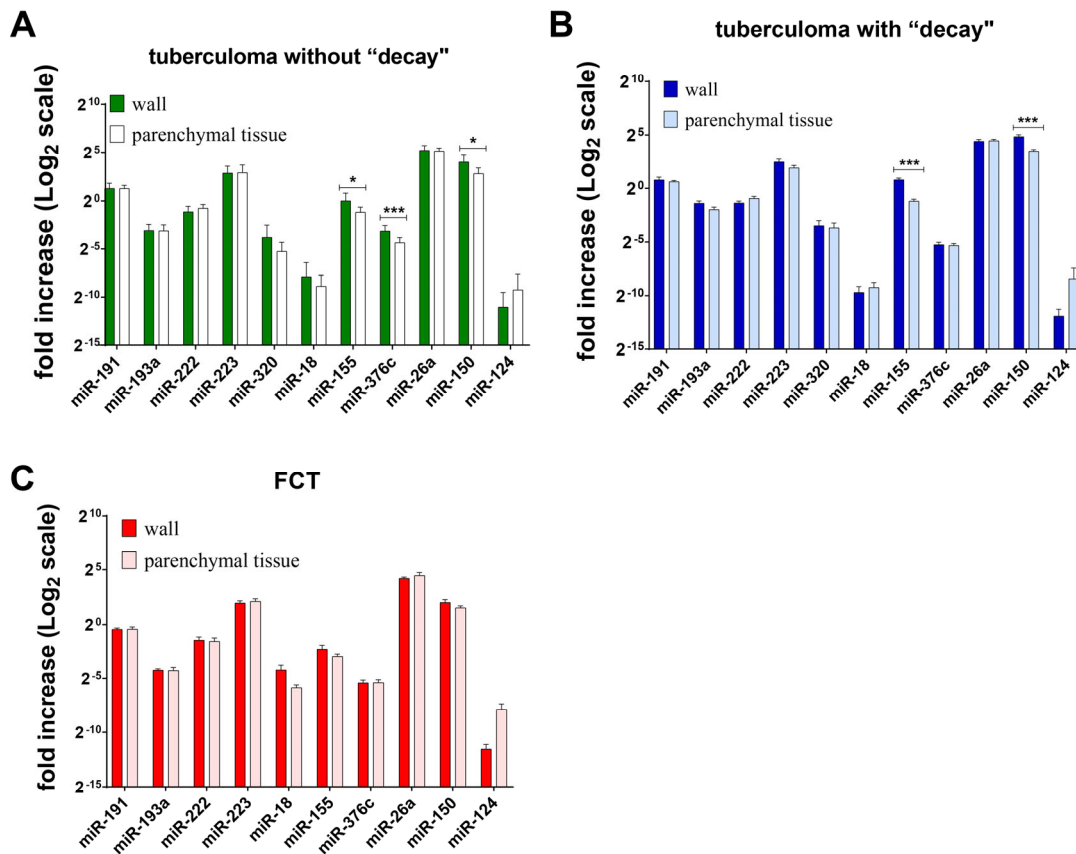 A
tuberculoma without “decay"
fold increase (Log2 scale)
wall
parenchymal tissue
2^10
2^5
2^0
2^-5
2^-10
2^-15
*
***
*
miR-191
miR-193a
miR-222
miR-223
miR-320
miR-18
miR-155
miR-376c
miR-26a
miR-150
miR-124
B
tuberculoma with “decay"
fold increase (Log2 scale)
wall
parenchymal tissue
2^10
2^5
2^0
2^-5
2^-10
2^-15
***
***
miR-191
miR-193a
miR-222
miR-223
miR-320
miR-18
miR-155
miR-376c
miR-26a
miR-150
miR-124
C
FCT
fold increase (Log2 scale)
wall
parenchymal tissue
2^10
2^5
2^0
2^-5
2^-10
2^-15
miR-191
miR-193a
miR-222
miR-223
miR-18
miR-155
miR-376c
miR-26a
miR-150
miR-124